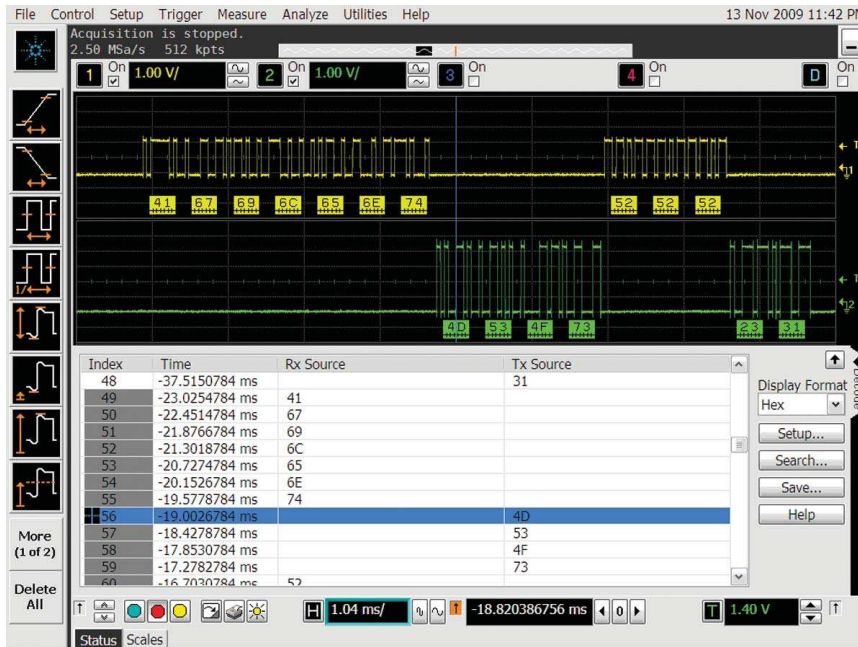 File Control Setup Trigger Measure Analyze Utilities Help 13 Nov 2009 11:42 PM
Acquisition is stopped.
2.50 MSa/s 512 kpts
1 On 1.00 V/ 2 On 1.00 V/ 3 On 4 On D On
41 67 69 6C 65 6E 74 52 52 52
4D 53 4F 73 23 31
Index Time Rx Source Tx Source
48 -37.5150784 ms 31
49 -23.0254784 ms 41
50 -22.4514784 ms 67
51 -21.8766784 ms 69
52 -21.3018784 ms 6C
53 -20.7274784 ms 65
54 -20.1526784 ms 6E
55 -19.5778784 ms 74
56 -19.0026784 ms 4D
57 -18.4278784 ms 53
58 -17.8530784 ms 4F
59 -17.2782784 ms 73
60 -16.7030784 ms 52
Decode
Display Format
Hex
Setup...
Search...
Save...
Help
More
(1 of 2)
Delete
All
H 1.04 ms/ -18.820386756 ms 0 T 1.40 V
Status Scales